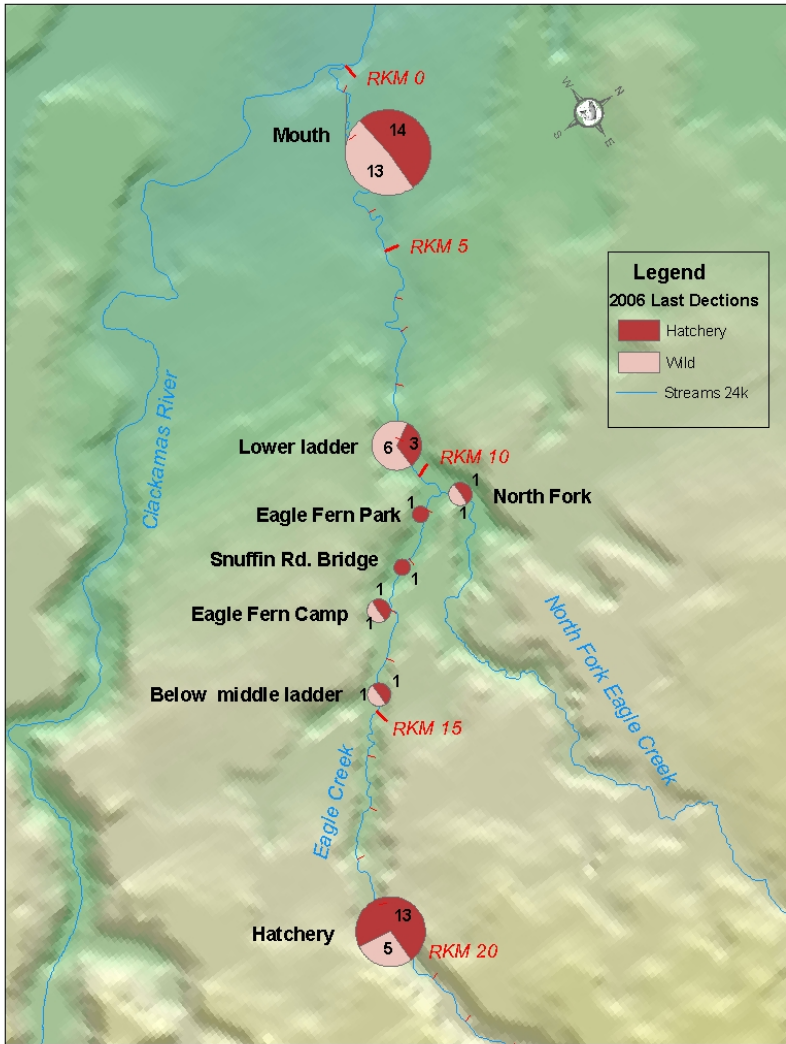 RKM 0
W
N
S
E
Mouth
14
13
RKM 5
Legend
2006 Last Dections
Hatchery
Wild
Streams 24k
Clackamas River
Lower ladder
6
3
RKM 10
1
North Fork
1
Eagle Fern Park
1
Snuffin Rd. Bridge
1
1
Eagle Fern Camp
1
North Fork Eagle Creek
Below middle ladder
1
1
RKM 15
Eagle Creek
13
Hatchery
5
RKM 20